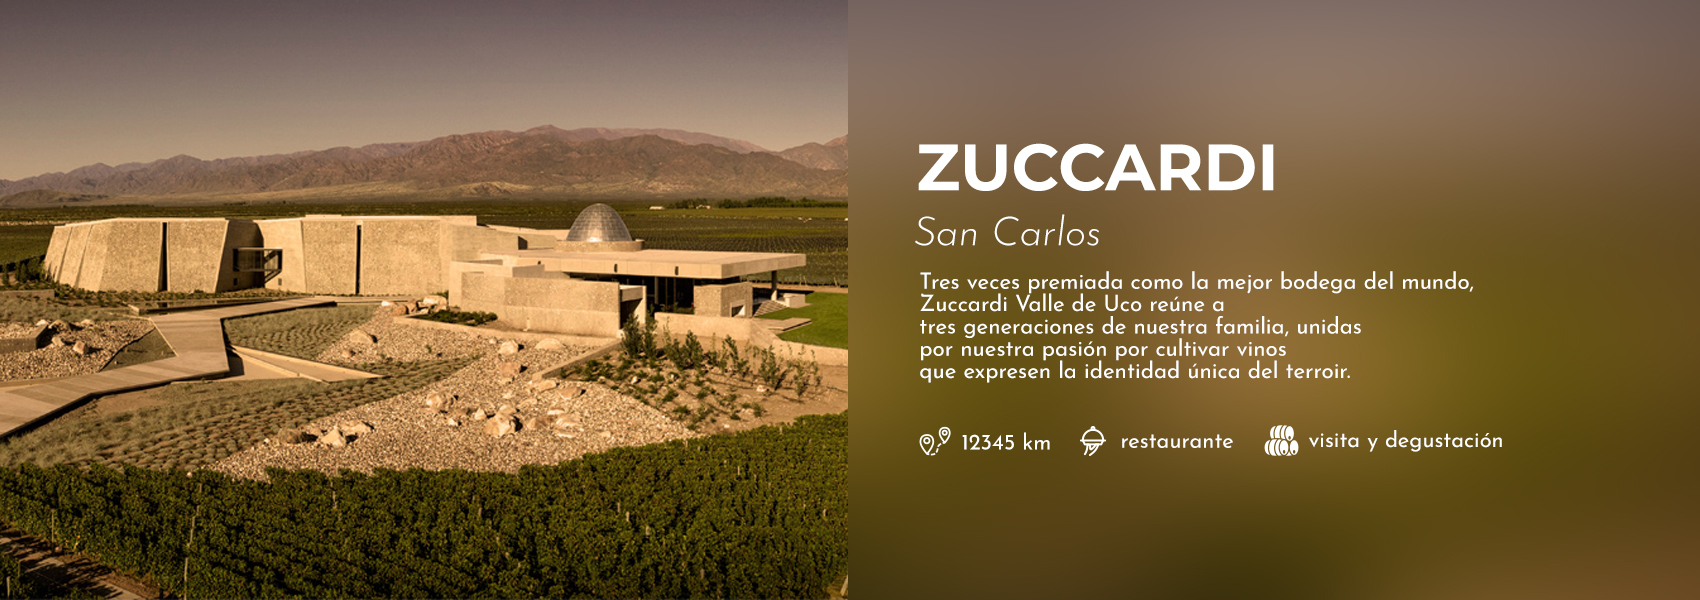 ZUCCARDI
San Carlos
Tres veces premiada como la mejor bodega del mundo,
Zuccardi Valle de Uco reúne a
tres generaciones de nuestra familia, unidas
por nuestra pasión por cultivar vinos
que expresen la identidad única del terroir.
12345 km restaurante visita y degustación